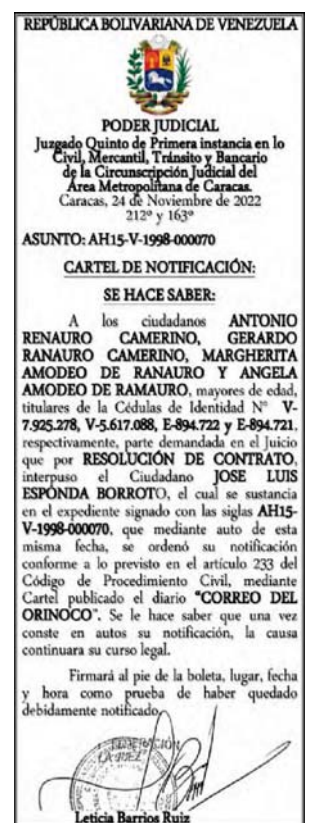 REPÚBLICA BOLIVARIANA DE VENEZUELA
PODER JUDICIAL
Juzgado Quinto de Primera instancia en lo
Civil, Mercantil, Tránsito y Bancario
de la Circunscripción Judicial del
Área Metropolitana de Caracas.
Caracas, 24 de Noviembre de 2022
212º y 163º
ASUNTO: AH15-V-1998-000070
CARTEL DE NOTIFICACIÓN:
SE HACE SABER:
A los ciudadanos ANTONIO
RENAURO CAMERINO, GERARDO
RANAURO CAMERINO, MARGHERITA
AMODEO DE RANAURO Y ANGELA
AMODEO DE RAMAURO, mayores de edad,
titulares de la Cédulas de Identidad Nº V-
7.925.278, V-5.617.088, E-894.722 y E-894.721,
respectivamente, parte demandada en el Juicio
que por RESOLUCIÓN DE CONTRATO,
interpuso el Ciudadano JOSE LUIS
ESPONDA BORROTO, el cual se sustancia
en el expediente signado con las siglas AH15-
V-1998-000070, que mediante auto de esta
misma fecha, se ordenó su notificación
conforme a lo previsto en el artículo 233 del
Código de Procedimiento Civil, mediante
Cartel publicado el diario "CORREO DEL
ORINOCO". Se le hace saber que una vez
conste en autos su notificación, la causa
continuara su curso legal.
Firmará al pie de la boleta, lugar, fecha
y hora como prueba de haber quedado
debidamente notificado.
Leticia Barrios Ruiz